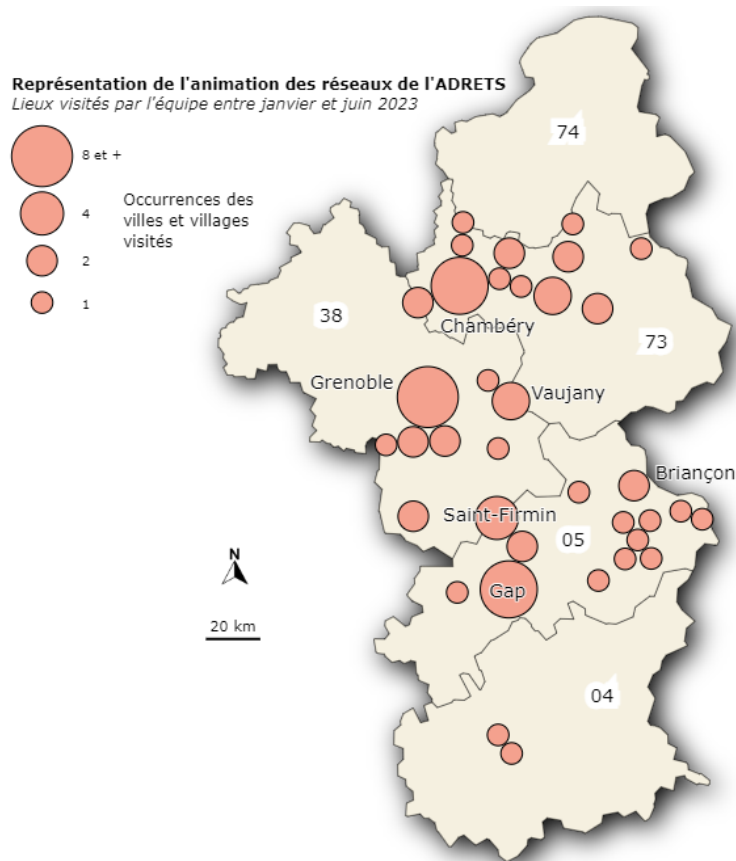 Représentation de l'animation des réseaux de l'ADRETS
Lieux visités par l'équipe entre janvier et juin 2023
8 et +
4
2
1
Occurrences des
villes et villages
visités
74
38
Chambéry
73
Grenoble
Vaujany
Briançon
Saint-Firmin
05
Gap
N
20 km
04